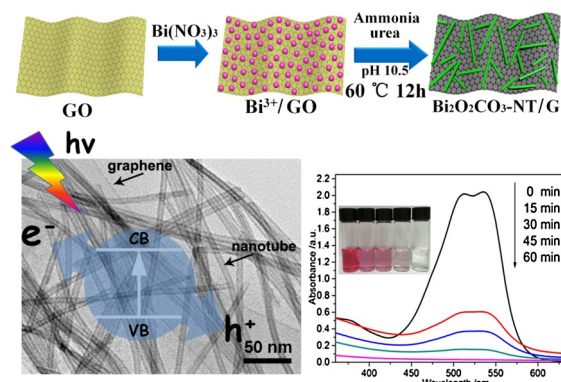 Bi(NO3)3
Ammonia
urea
pH 10.5
60 ℃ 12h
GO
Bi3+/ GO
Bi2O2CO3-NT/ G
hν
graphene
nanotube
e-
CB
VB
h+
50 nm
Absorbance /a.u.
2.2
2.0
1.8
1.6
1.4
1.2
1.0
0.8
0.6
0.4
0.2
0.0
0 min
15 min
30 min
45 min
60 min
400
450
500
550
600
Wavelength /nm